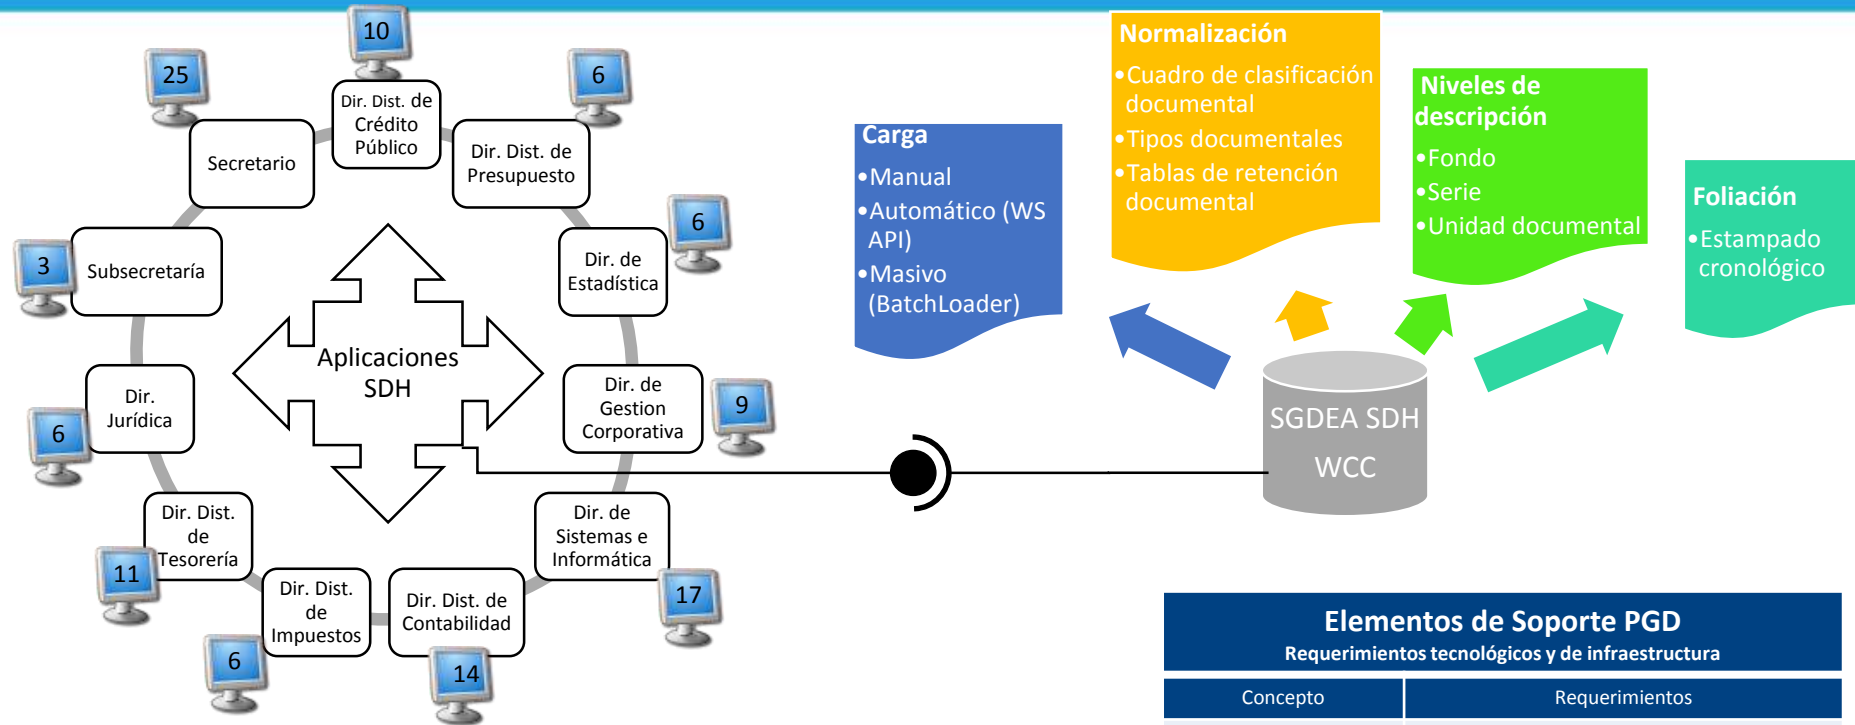 10
Dir. Dist. de
Crédito
Público
6
Dir. Dist. de
Presupuesto
6
Dir. de
Estadística
9
Dir. de
Gestion
Corporativa
17
Dir. de
Sistemas e
Informática
14
Dir. Dist. de
Contabilidad
6
Dir. Dist.
de
Impuestos
11
Dir. Dist.
de
Tesorería
6
Dir.
Jurídica
3
Subsecretaría
25
Secretario
Aplicaciones
SDH
Carga
•Manual
•Automático (WS
API)
•Masivo
(BatchLoader)
Normalización
•Cuadro de clasificación
documental
•Tipos documentales
•Tablas de retención
documental
Niveles de
descripción
•Fondo
•Serie
•Unidad documental
Foliación
•Estampado
cronológico
SGDEA SDH
WCC
Elementos de Soporte PGD
Requerimientos tecnológicos y de infraestructura
Concepto
Requerimientos